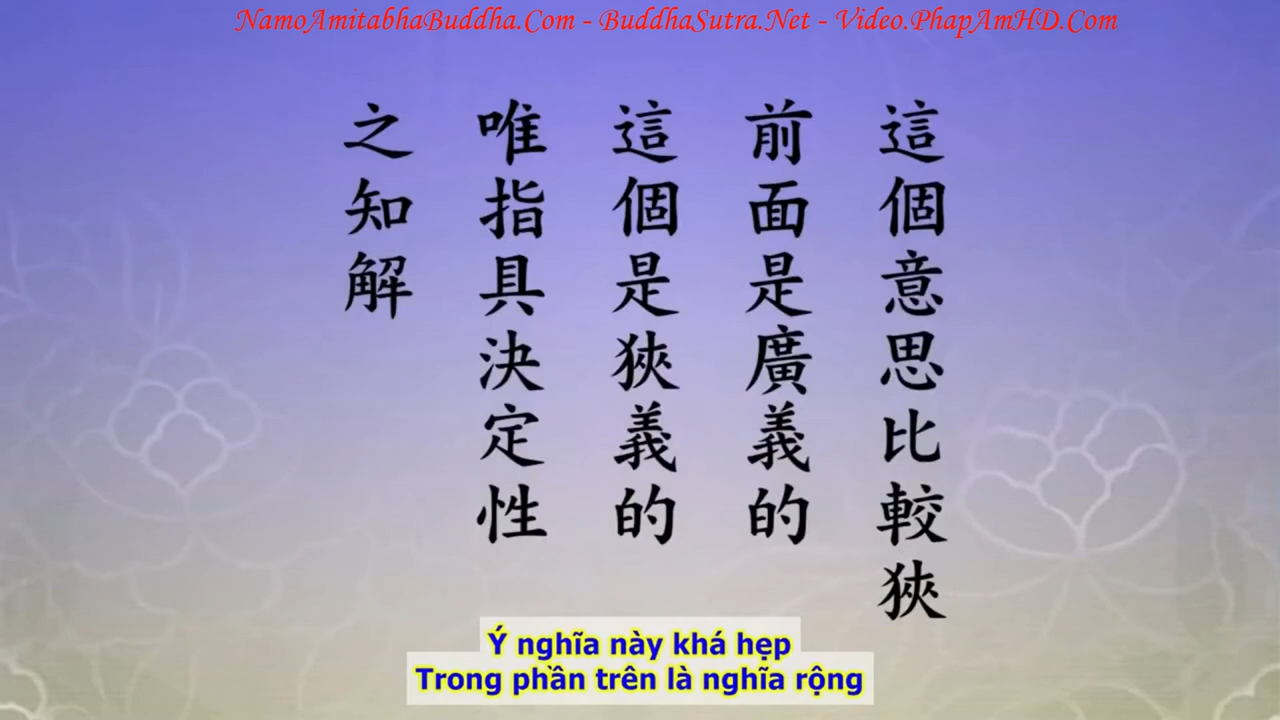 NamoAmitabhaBuddha.Com - BuddhaSutra.Net - Video.PhapAmHD.Com
這個意思比較狹
前面是廣義的
這個是狹義的
唯指具決定性
之知解
Ý nghĩa này khá hẹp
Trong phần trên là nghĩa rộng